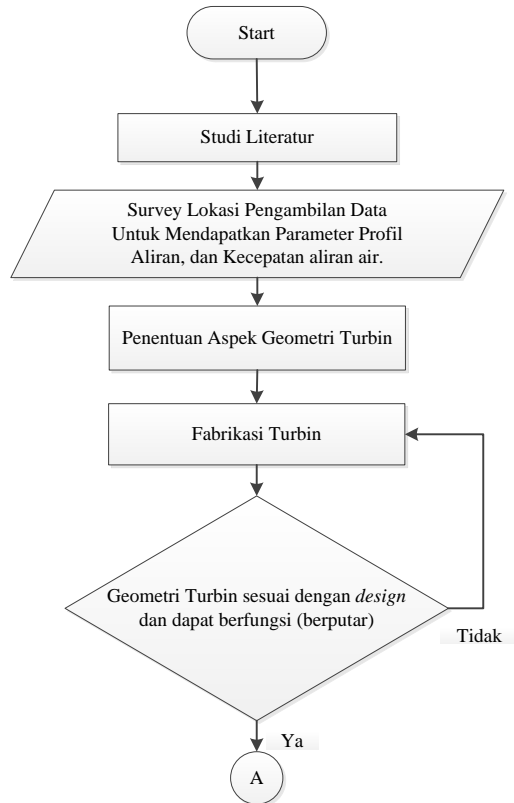 Start
Studi Literatur
Survey Lokasi Pengambilan Data
Untuk Mendapatkan Parameter Profil
Aliran, dan Kecepatan aliran air.
Penentuan Aspek Geometri Turbin
Fabrikasi Turbin
Geometri Turbin sesuai dengan design
dan dapat berfungsi (berputar)
Tidak
Ya
A